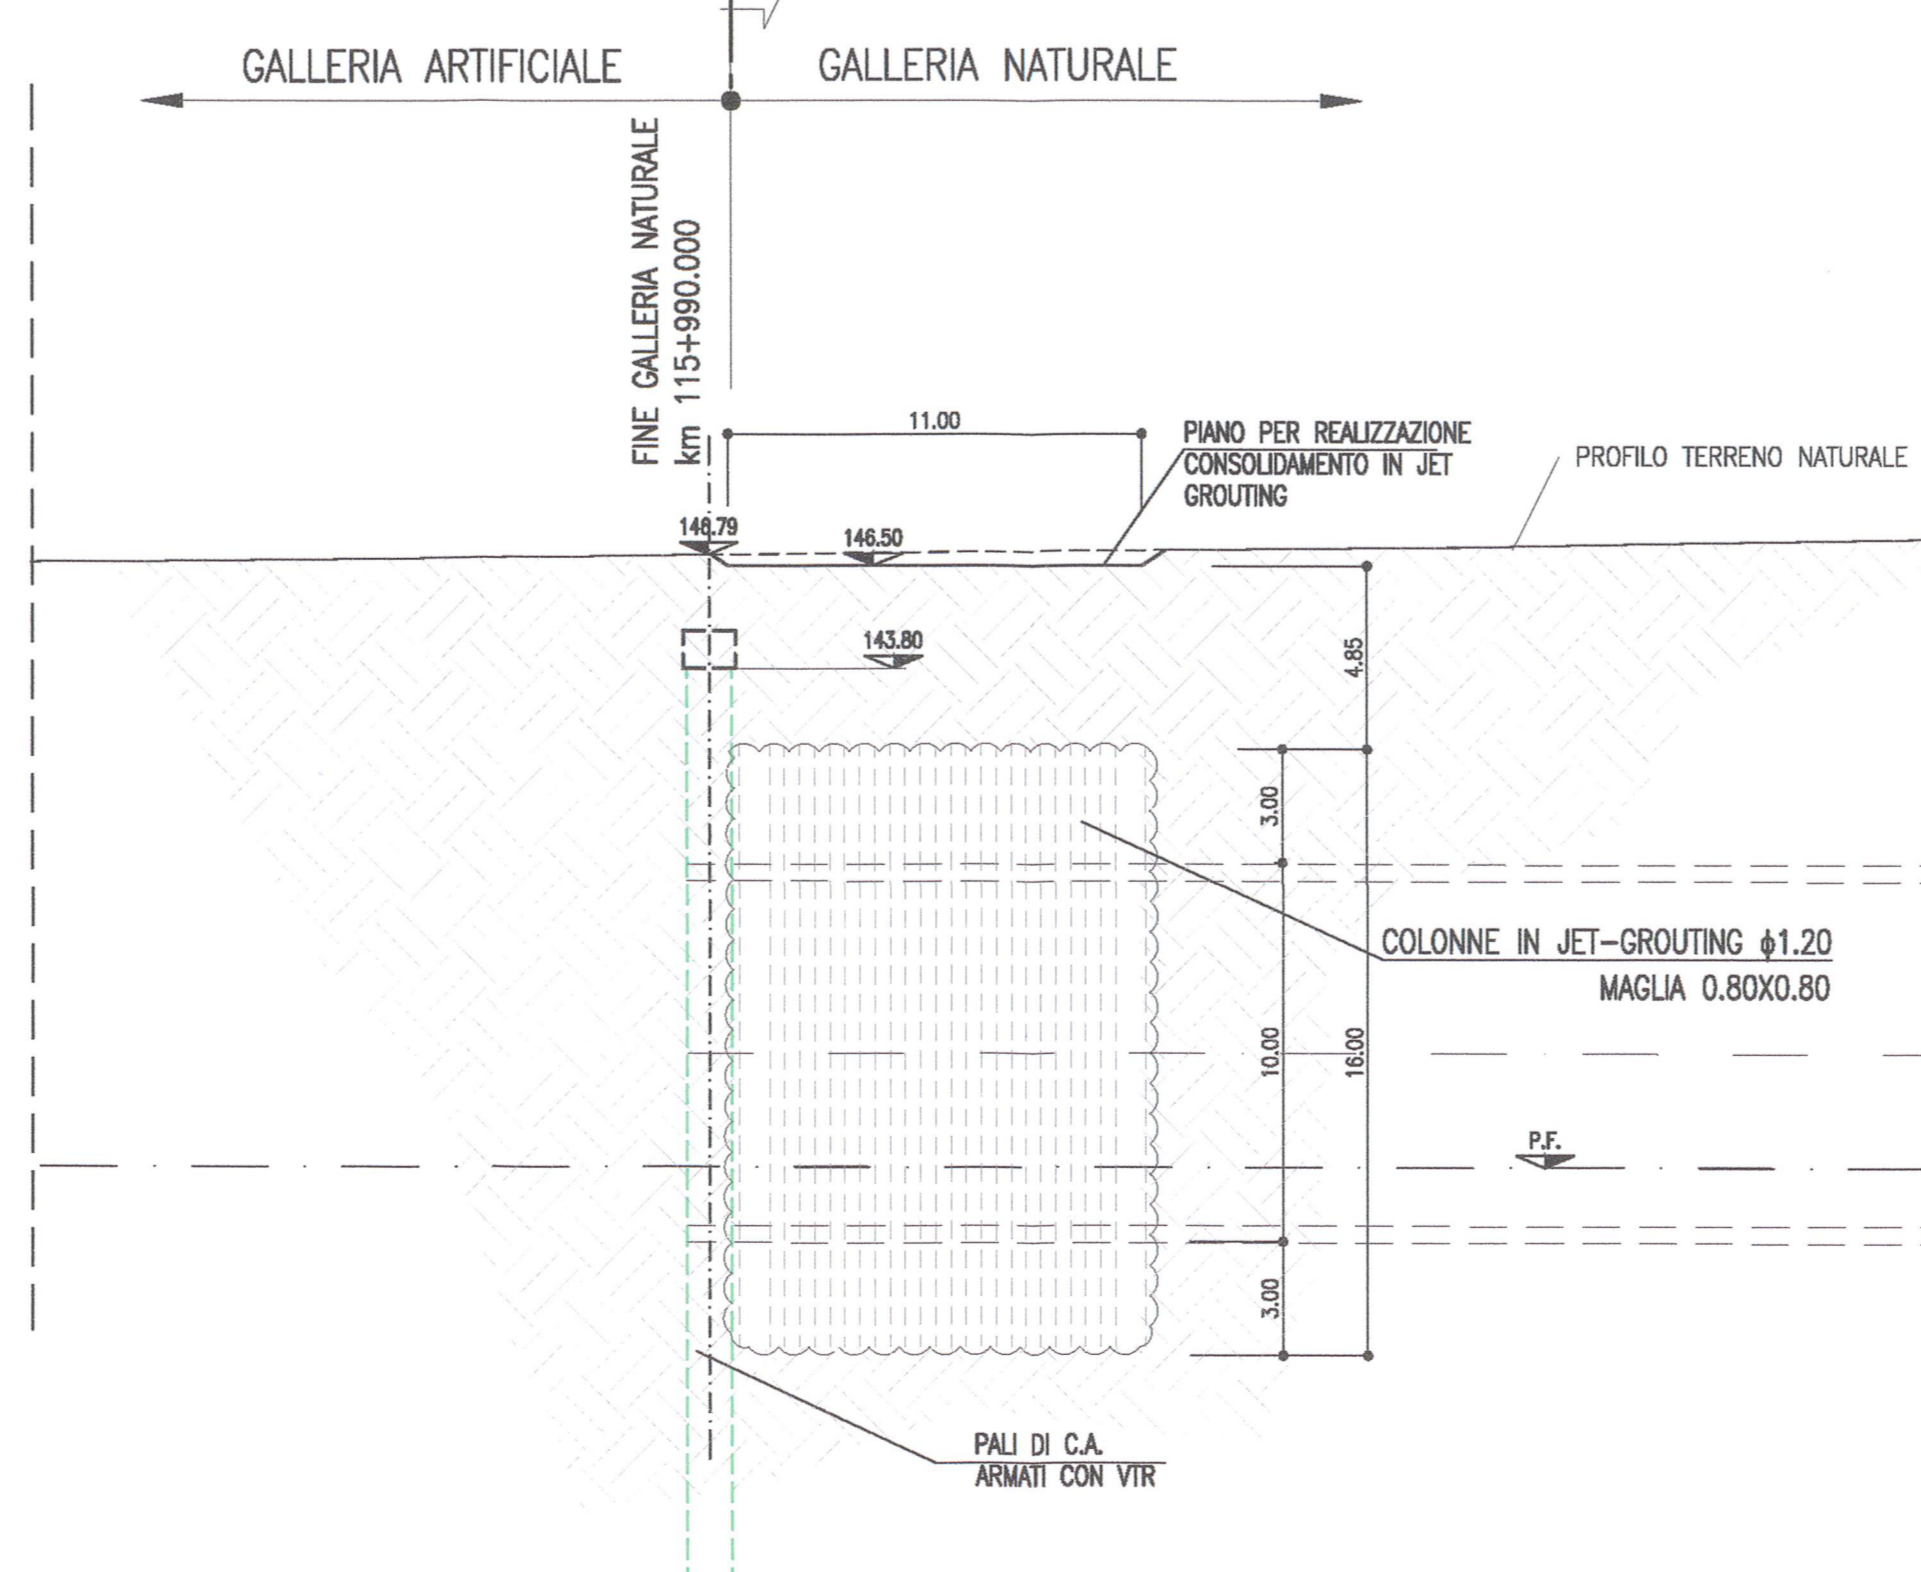 GALLERIA ARTIFICIALE
GALLERIA NATURALE
FINE GALLERIA NATURALE
km 115+990.000
11.00
PIANO PER REALIZZAZIONE
CONSOLIDAMENTO IN JET
GROUTING
PROFILO TERRENO NATURALE
146.79
146.50
143.80
4.85
3.00
COLONNE IN JET-GROUTING ϕ1.20
MAGLIA 0.80X0.80
10.00
16.00
P.F.
3.00
PALI DI C.A.
ARMATI CON VTR